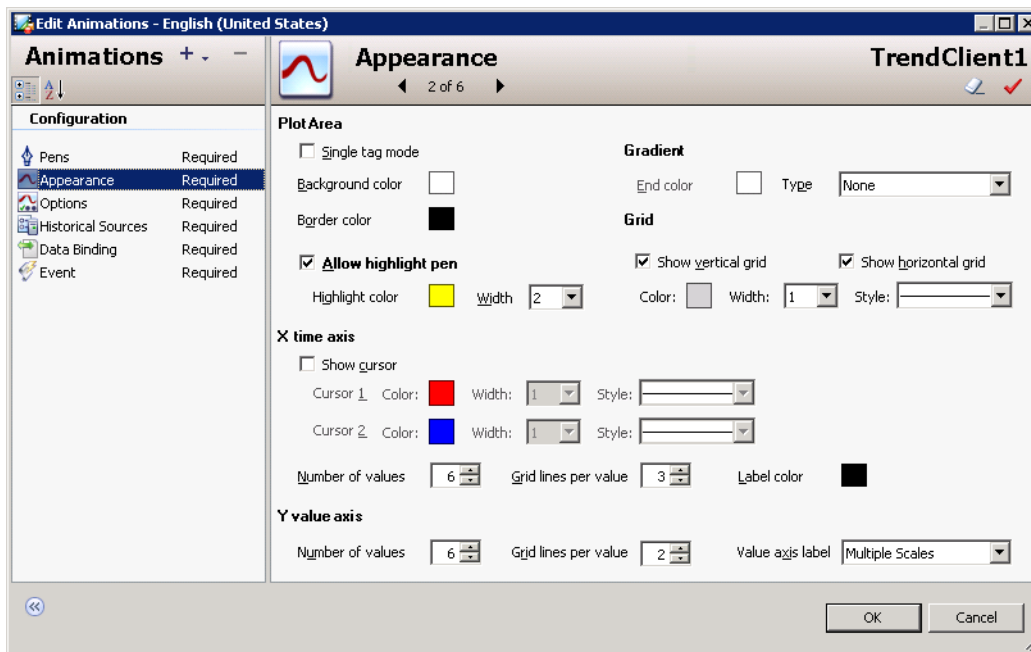 Edit Animations - English (United States)
Animations
Appearance
TrendClient1
2 of 6
Configuration
Pens Required
Appearance Required
Options Required
Historical Sources Required
Data Binding Required
Event Required
Plot Area
Single tag mode
Gradient
Background color
End color Type None
Border color
Grid
Allow highlight pen
Show vertical grid Show horizontal grid
Highlight color Width 2
Color: Width: 1 Style:
X time axis
Show cursor
Cursor 1 Color: Width: 1 Style:
Cursor 2 Color: Width: 1 Style:
Number of values 6 Grid lines per value 3 Label color
Y value axis
Number of values 6 Grid lines per value 2 Value axis label Multiple Scales
OK Cancel